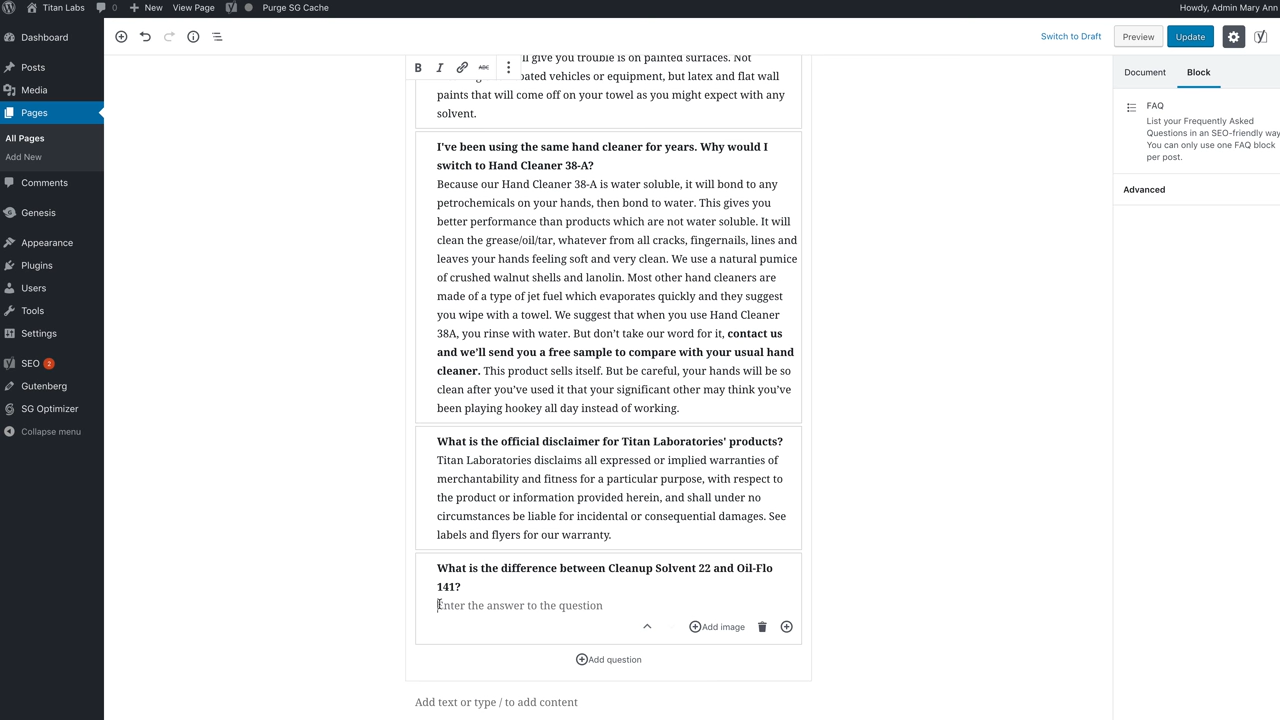 Titan Labs
0
New
View Page
Purge SG Cache
Howdy, Admin Mary Ann
Switch to Draft
Preview
Update
Dashboard
Posts
Media
Pages
All Pages
Add New
Comments
Genesis
Appearance
Plugins
Users
Tools
Settings
SEO 2
Gutenberg
SG Optimizer
Collapse menu
B I ABC
ll give you trouble is on painted surfaces. Not
oated vehicles or equipment, but latex and flat wall
paints that will come off on your towel as you might expect with any
solvent.
I've been using the same hand cleaner for years. Why would I
switch to Hand Cleaner 38-A?
Because our Hand Cleaner 38-A is water soluble, it will bond to any
petrochemicals on your hands, then bond to water. This gives you
better performance than products which are not water soluble. It will
clean the grease/oil/tar, whatever from all cracks, fingernails, lines and
leaves your hands feeling soft and very clean. We use a natural pumice
of crushed walnut shells and lanolin. Most other hand cleaners are
made of a type of jet fuel which evaporates quickly and they suggest
you wipe with a towel. We suggest that when you use Hand Cleaner
38A, you rinse with water. But don’t take our word for it, contact us
and we’ll send you a free sample to compare with your usual hand
cleaner. This product sells itself. But be careful, your hands will be so
clean after you’ve used it that your significant other may think you’ve
been playing hookey all day instead of working.
What is the official disclaimer for Titan Laboratories' products?
Titan Laboratories disclaims all expressed or implied warranties of
merchantability and fitness for a particular purpose, with respect to
the product or information provided herein, and shall under no
circumstances be liable for incidental or consequential damages. See
labels and flyers for our warranty.
What is the difference between Cleanup Solvent 22 and Oil-Flo
141?
Enter the answer to the question
Add image
Add question
Add text or type / to add content
Document
Block
FAQ
List your Frequently Asked
Questions in an SEO-friendly way
You can only use one FAQ block
per post.
Advanced